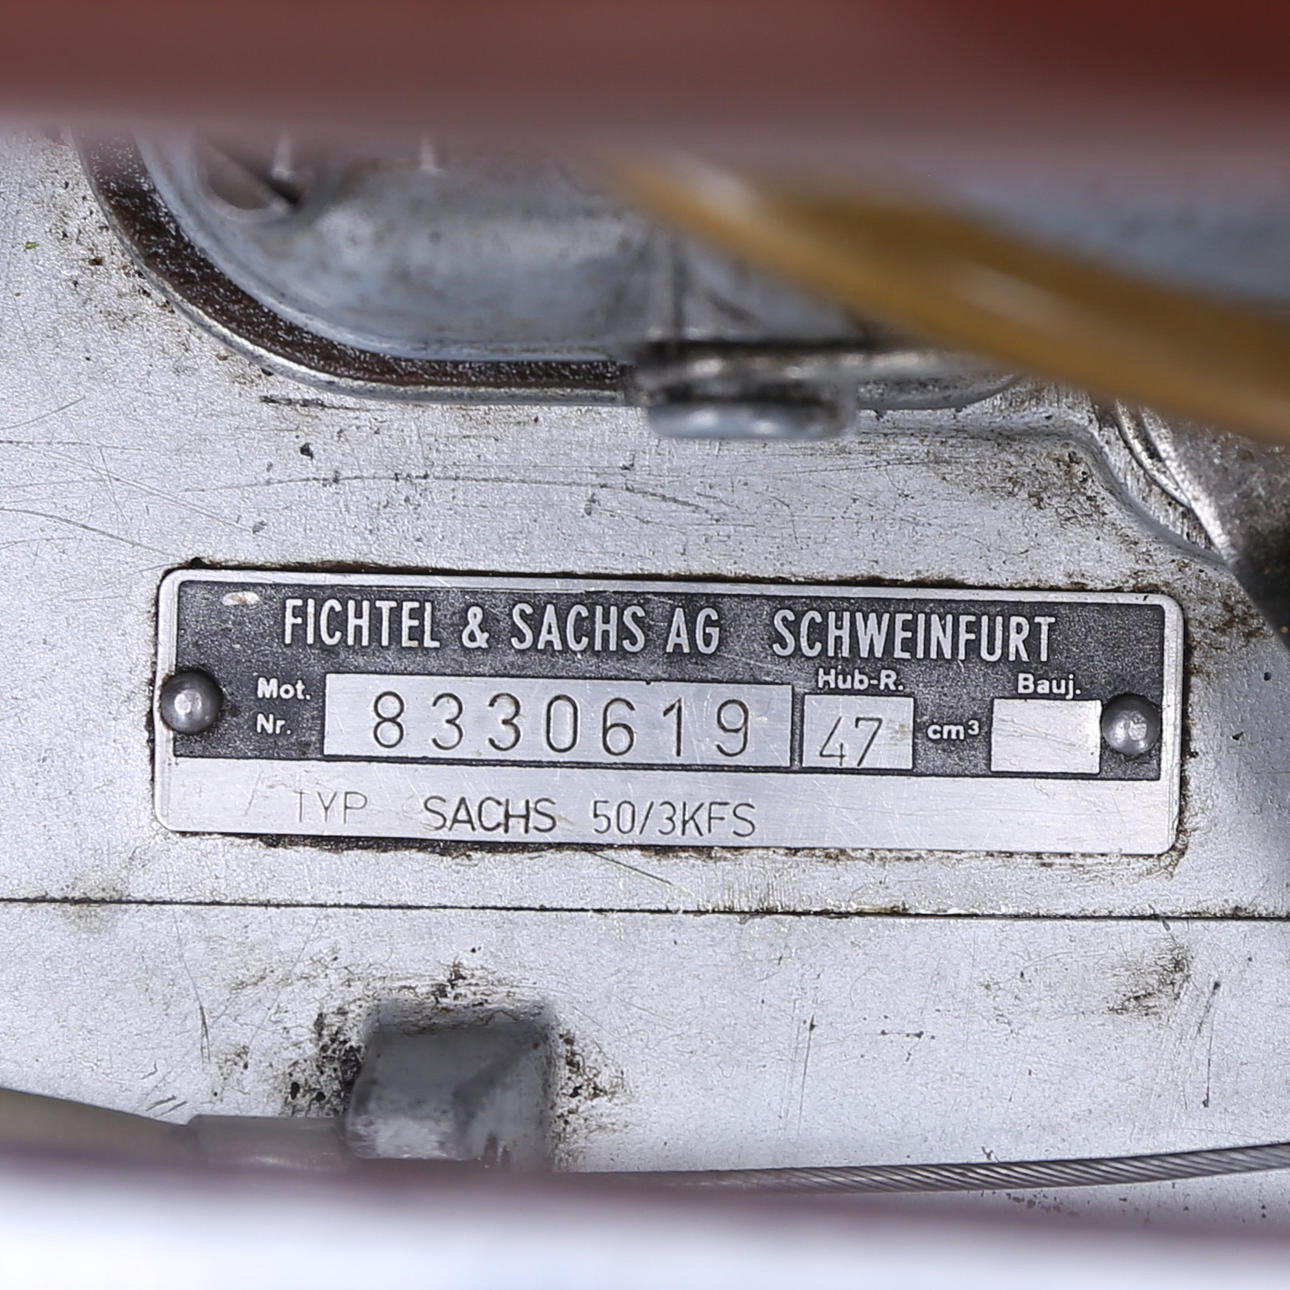 FICHTEL & SACHS AG SCHWEINFURT
Mot. Nr. 8330619 Hub-R. 47 cm³ Bauj.
TYP SACHS 50/3KFS